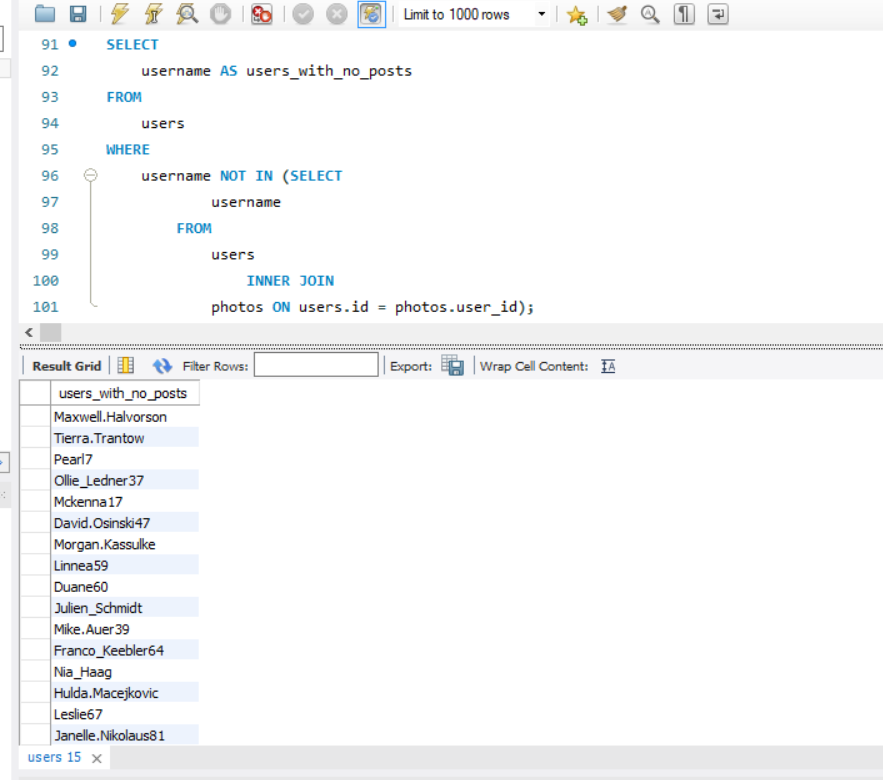 Limit to 1000 rows
91 SELECT
92 username AS users_with_no_posts
93 FROM
94 users
95 WHERE
96 username NOT IN (SELECT
97 username
98 FROM
99 users
100 INNER JOIN
101 photos ON users.id = photos.user_id);
Result Grid Filter Rows: Export: Wrap Cell Content: IA
users_with_no_posts
Maxwell.Halvorson
Tierra.Trantow
Pearl7
Ollie_Ledner37
Mckenna17
David.Osinski47
Morgan.Kassulke
Linnea59
Duane60
Julien_Schmidt
Mike.Auer39
Franco_Keebler64
Nia_Haag
Hulda.Macejkovic
Leslie67
Janelle.Nikolaus81
users 15